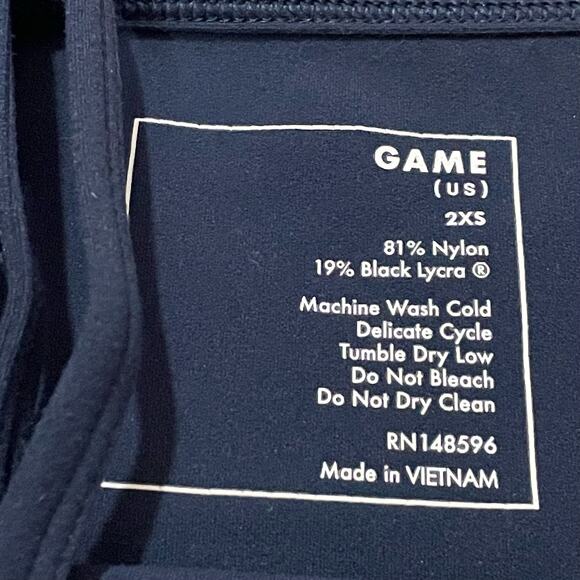 GAME
(US)
2XS
81% Nylon
19% Black Lycra ®
Machine Wash Cold
Delicate Cycle
Tumble Dry Low
Do Not Bleach
Do Not Dry Clean
RN148596
Made in VIETNAM